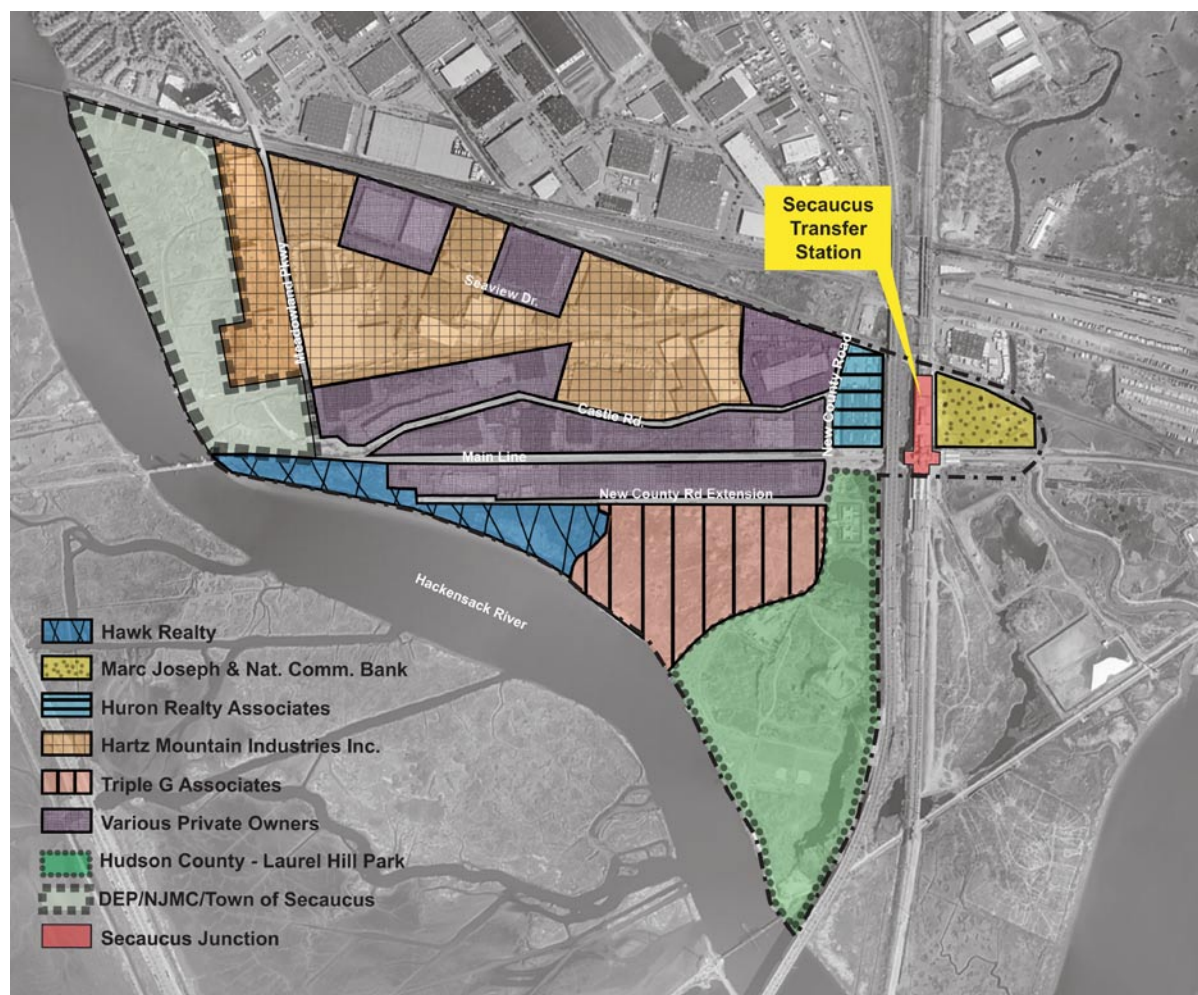 Secaucus
Transfer
Station
Meadowland Pkwy
Seaview Dr.
New County Road
Castle Rd.
Main Line
New County Rd Extension
Hackensack River
Hawk Realty
Marc Joseph & Nat. Comm. Bank
Huron Realty Associates
Hartz Mountain Industries Inc.
Triple G Associates
Various Private Owners
Hudson County - Laurel Hill Park
DEP/NJMC/Town of Secaucus
Secaucus Junction